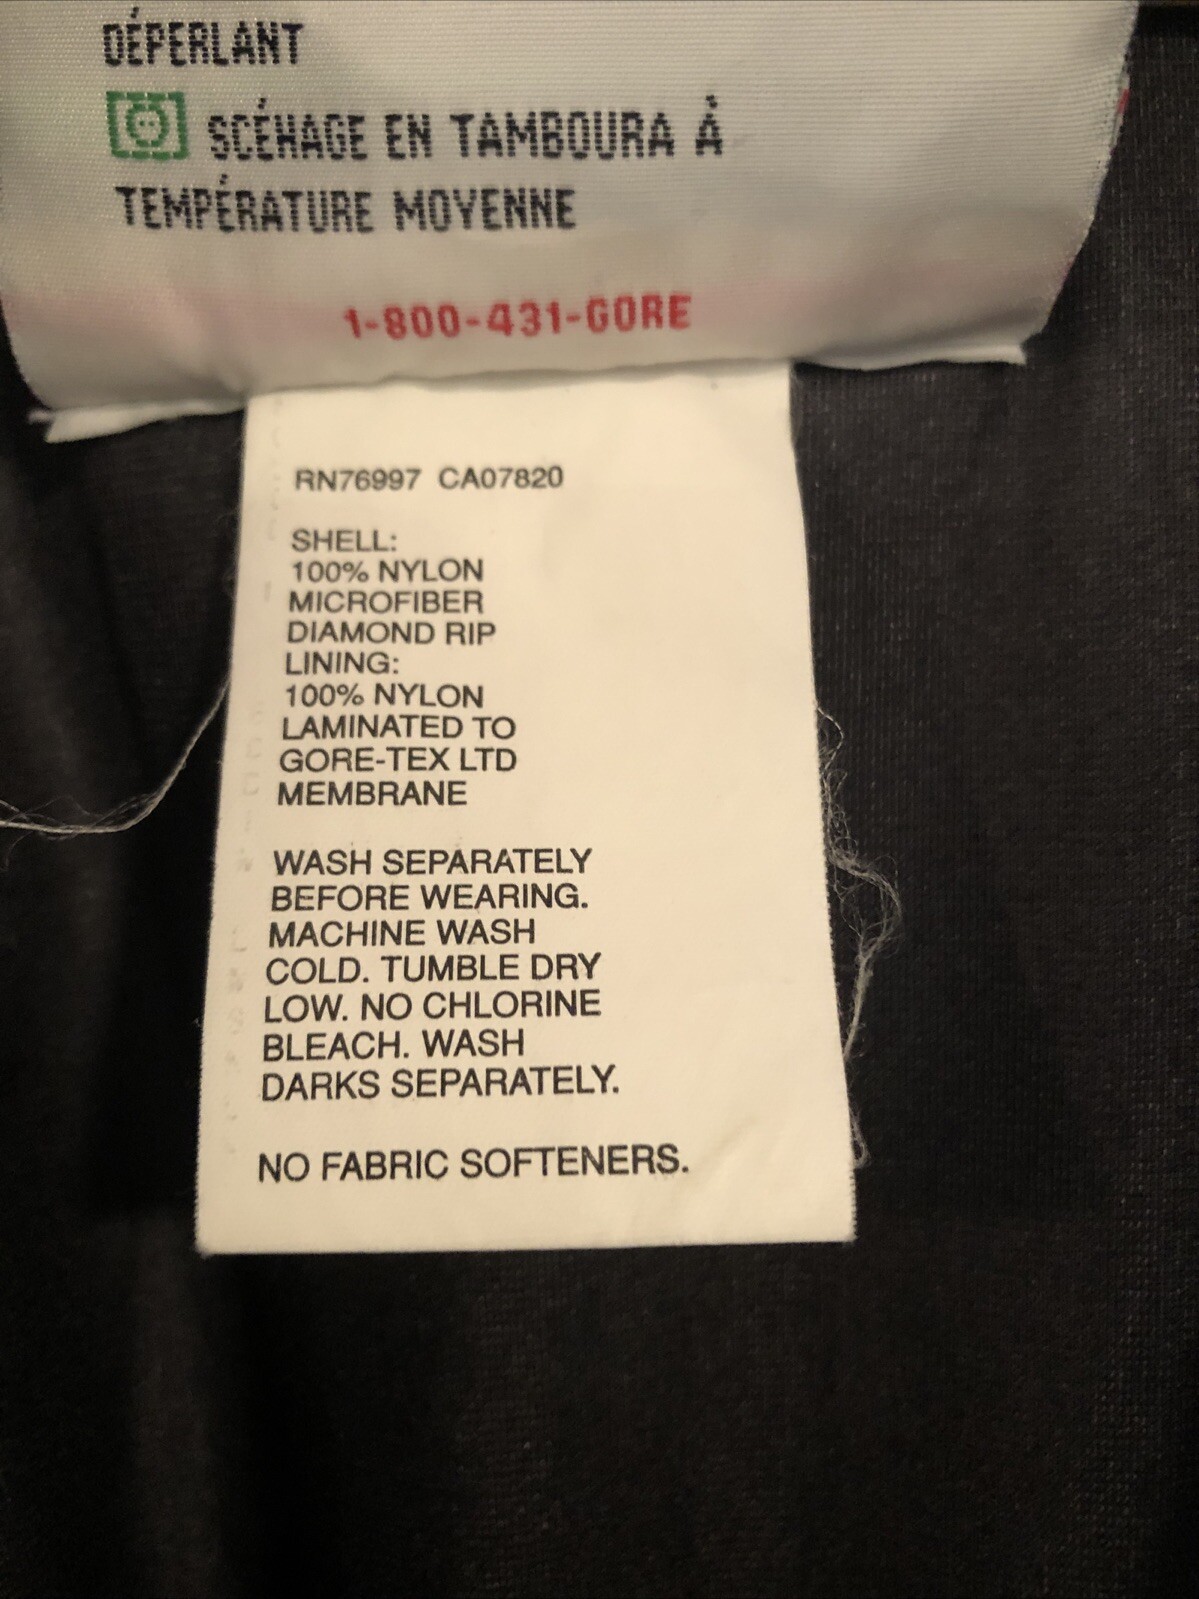 DÉPERLANT
SCÉHAGE EN TAMBOURA À
TEMPÉRATURE MOYENNE
1-800-431-GORE
RN76997 CA07820
SHELL:
100% NYLON
MICROFIBER
DIAMOND RIP
LINING:
100% NYLON
LAMINATED TO
GORE-TEX LTD
MEMBRANE
WASH SEPARATELY
BEFORE WEARING.
MACHINE WASH
COLD. TUMBLE DRY
LOW. NO CHLORINE
BLEACH. WASH
DARKS SEPARATELY.
NO FABRIC SOFTENERS.